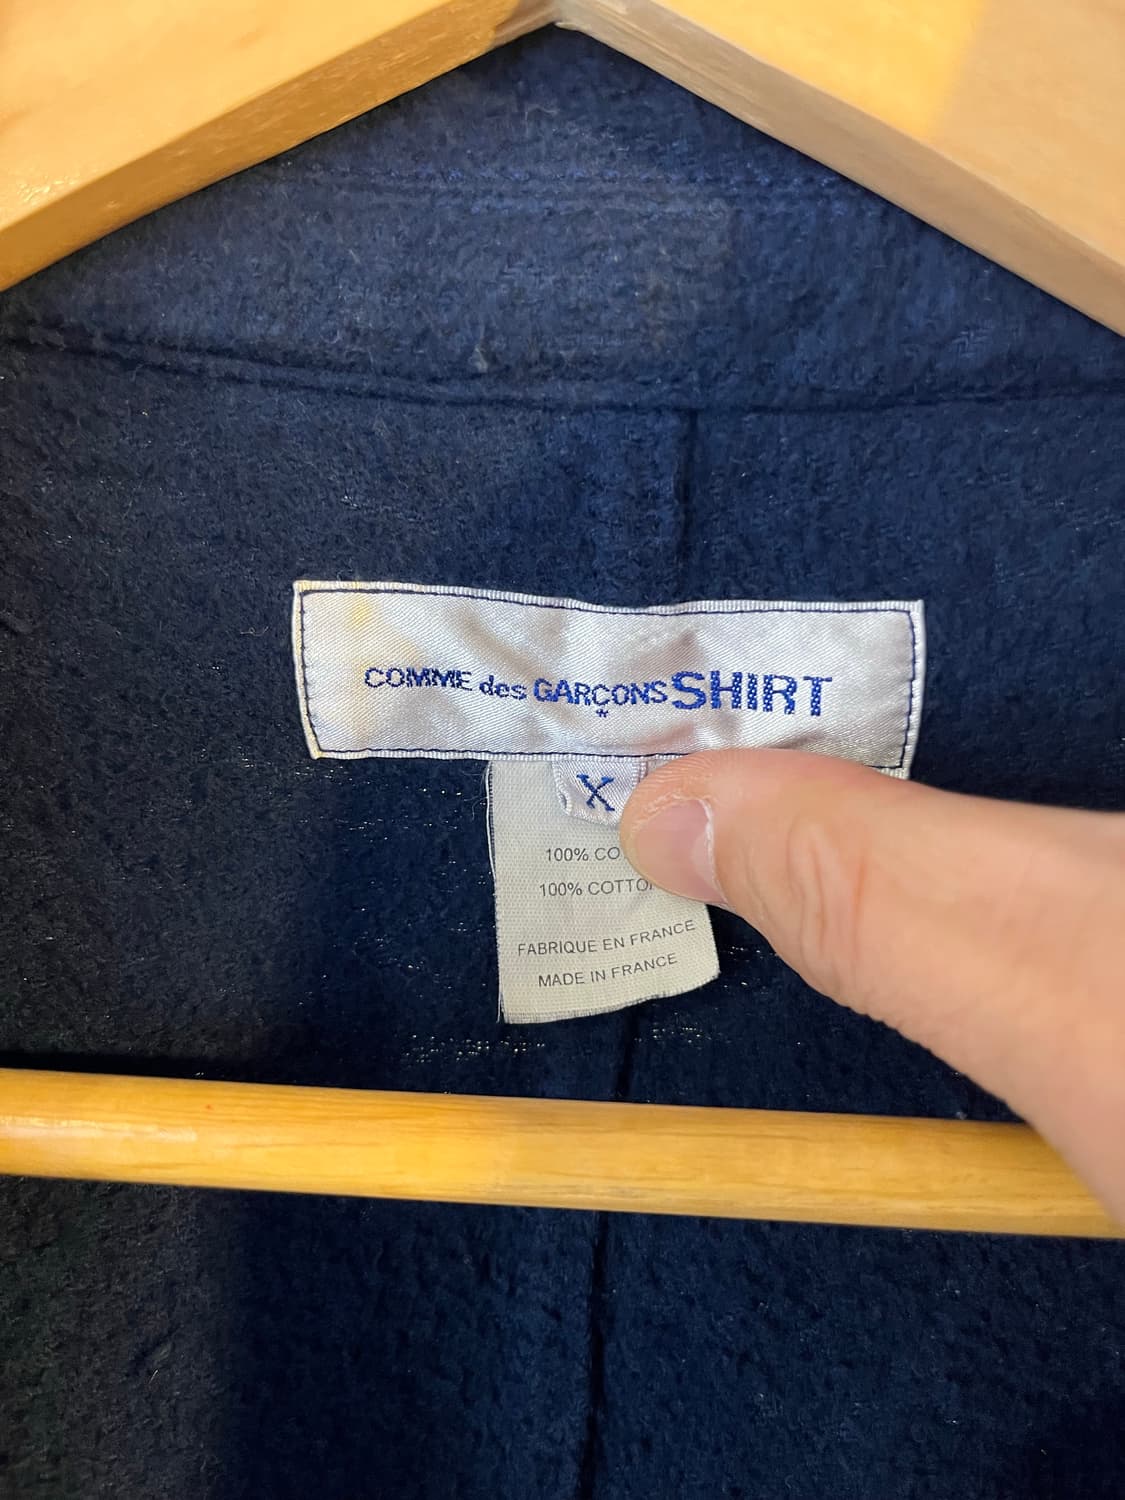 COMME des GARÇONS SHIRT
*
X
100% CO
100% COTTO
FABRIQUE EN FRANCE
MADE IN FRANCE